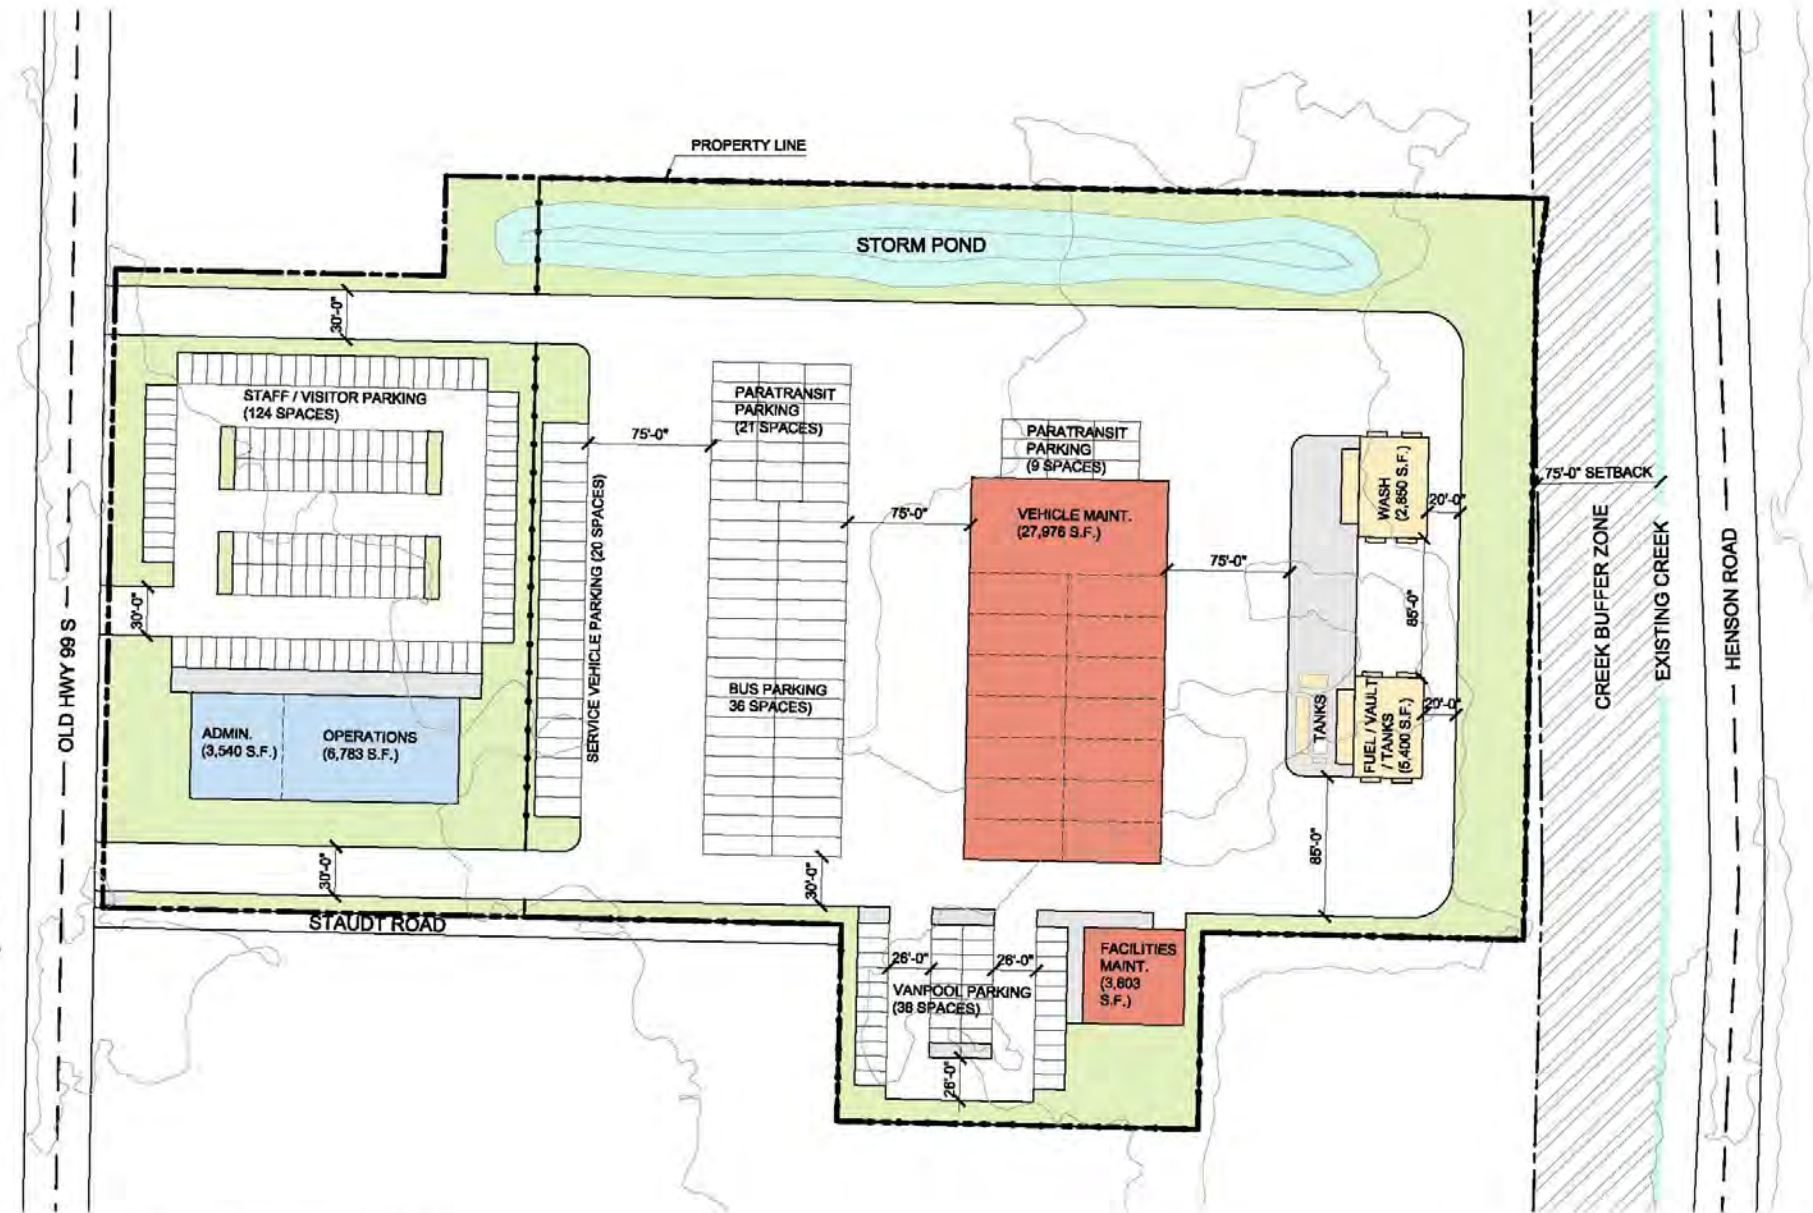 PROPERTY LINE
STORM POND
30'-0"
STAFF / VISITOR PARKING
(124 SPACES)
PARATRANSIT
PARKING
(21 SPACES)
75'-0"
PARATRANSIT
PARKING
(9 SPACES)
75'-0"
VEHICLE MAINT.
(27,976 S.F.)
WASH
(2,850 S.F.)
20'-0"
75'-0" SETBACK
75'-0"
85'-0"
30'-0"
OLD HWY 99 S
SERVICE VEHICLE PARKING (20 SPACES)
CREEK BUFFFER ZONE
EXISTING CREEK
HENSON ROAD
BUS PARKING
36 SPACES)
ADMIN.
(3,540 S.F.)
OPERATIONS
(6,783 S.F.)
TANKS
FUEL / VAULT
/ TANKS
(5,400 S.F.)
20'-0"
85'-0"
30'-0"
30'-0"
STAUDT ROAD
26'-0"
26'-0"
VANPOOL PARKING
(38 SPACES)
FACILITIES
MAINT.
(3,603
S.F.)
26'-0"